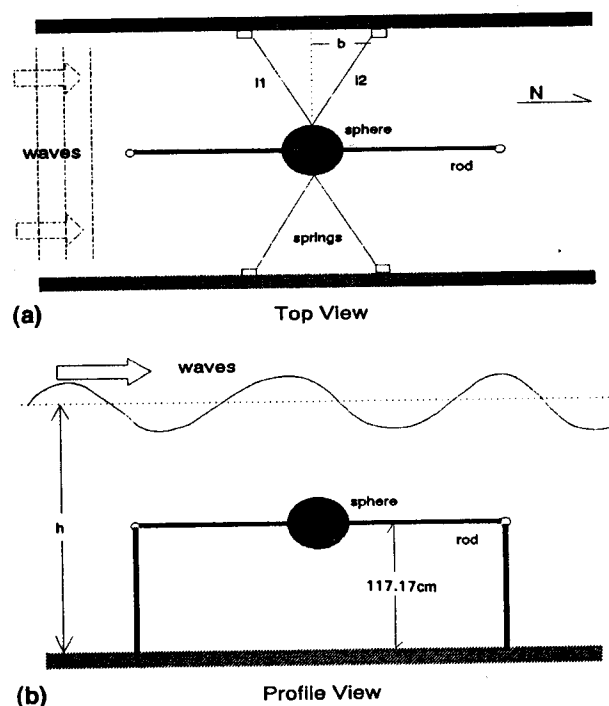 b
l1
l2
N
sphere
waves
rod
springs
(a)
Top View
waves
h
sphere
rod
117.17cm
(b)
Profile View